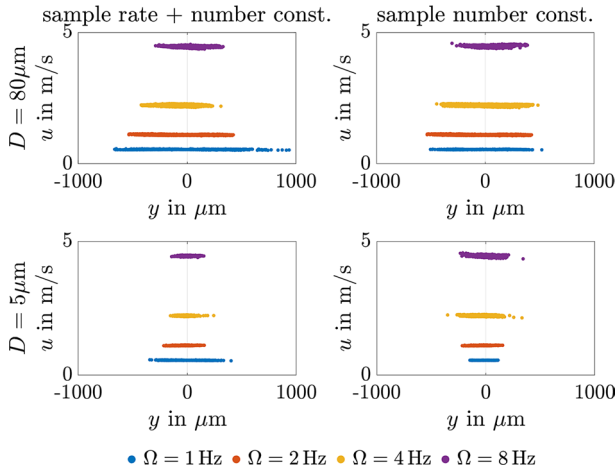 sample rate + number const.
sample number const.
D = 80μm
u in m/s
5
0
-1000 0 1000
y in μm
u in m/s
5
0
-1000 0 1000
y in μm
D = 5μm
u in m/s
5
0
-1000 0 1000
y in μm
u in m/s
5
0
-1000 0 1000
y in μm
Ω = 1 Hz Ω = 2 Hz Ω = 4 Hz Ω = 8 Hz